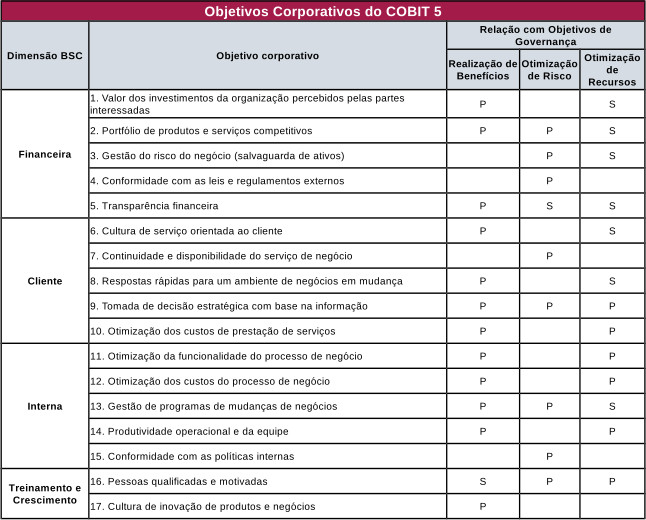 Objetivos Corporativos do COBIT 5
Dimensão BSC
Objetivo corporativo
Relação com Objetivos de
Governança
Realização de
Benefícios
Otimização
de Risco
Otimização
de
Recursos
Financeira
1. Valor dos investimentos da organização percebidos pelas partes
interessadas
P S
2. Portfólio de produtos e serviços competitivos P P S
3. Gestão do risco do negócio (salvaguarda de ativos) P S
4. Conformidade com as leis e regulamentos externos P
5. Transparência financeira P S S
Cliente
6. Cultura de serviço orientada ao cliente P S
7. Continuidade e disponibilidade do serviço de negócio P
8. Respostas rápidas para um ambiente de negócios em mudança P S
9. Tomada de decisão estratégica com base na informação P P P
10. Otimização dos custos de prestação de serviços P P
Interna
11. Otimização da funcionalidade do processo de negócio P P
12. Otimização dos custos do processo de negócio P P
13. Gestão de programas de mudanças de negócios P P S
14. Produtividade operacional e da equipe P P
15. Conformidade com as políticas internas P
Treinamento e
Crescimento
16. Pessoas qualificadas e motivadas S P P
17. Cultura de inovação de produtos e negócios P